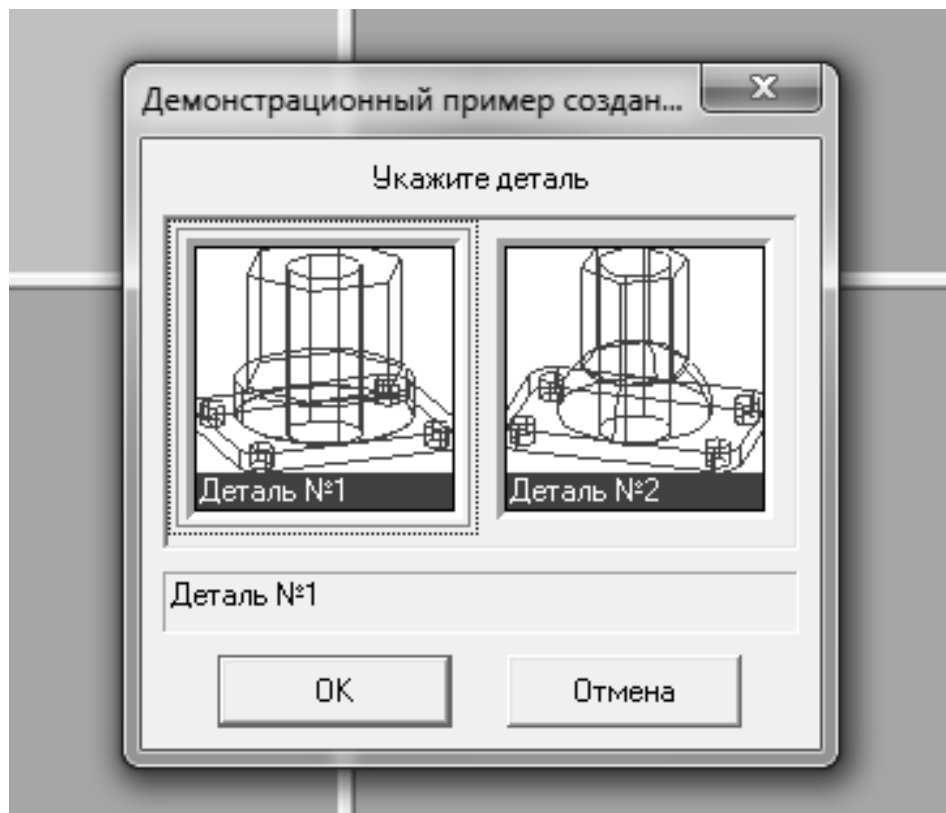 Демонстрационный пример создан...
Укажите деталь
Деталь №1
Деталь №2
Деталь №1
OK
Отмена